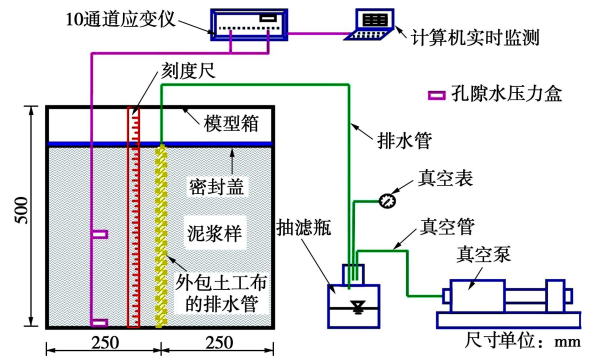 10通道应变仪
计算机实时监测
刻度尺
孔隙水压力盒
模型箱
排水管
密封盖
真空表
500
泥浆样
抽滤瓶
真空管
真空泵
外包土工布
的排水管
250
250
尺寸单位：mm